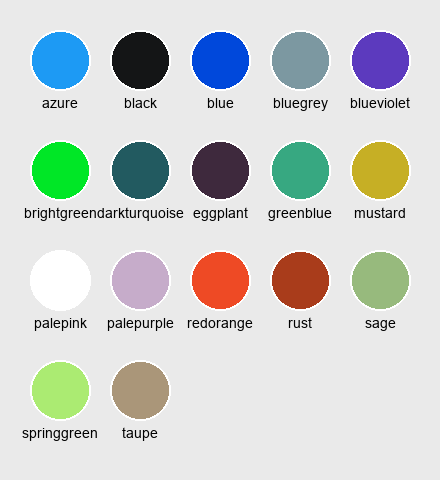 azure black blue bluegrey blueviolet
brightgreen darkturquoise eggplant greenblue mustard
palepink palepurple redorange rust sage
springgreen taupe